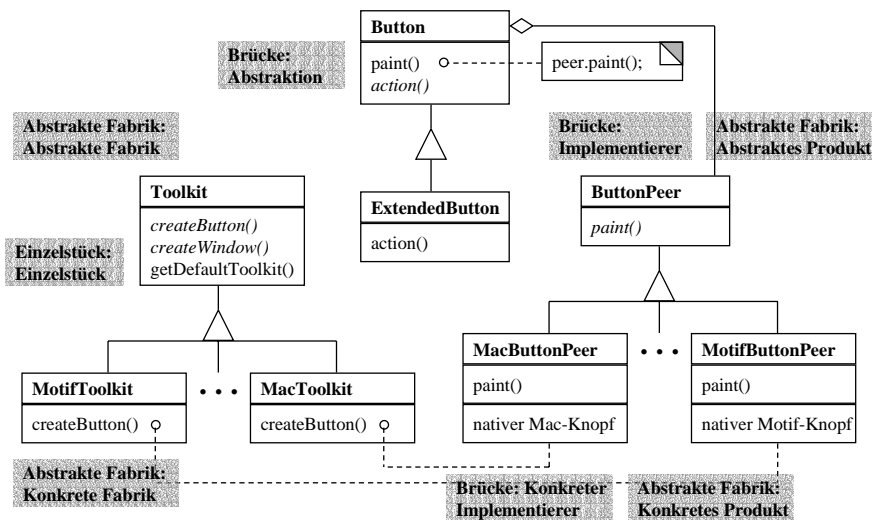 Button
Brücke:
Abstraktion
paint()
action()
peer.paint();
Abstrakte Fabrik:
Abstrakte Fabrik
Brücke:
Implementierer
Abstrakte Fabrik:
Abstraktes Produkt
Toolkit
createButton()
createWindow()
getDefaultToolkit()
ExtendedButton
action()
ButtonPeer
paint()
Einzelstück:
Einzelstück
MotifToolkit
createButton()
• • •
MacToolkit
createButton()
MacButtonPeer
paint()
nativer Mac-Knopf
• • •
MotifButtonPeer
paint()
nativer Motif-Knopf
Abstrakte Fabrik:
Konkrete Fabrik
Brücke: Konkreter
Implementierer
Abstrakte Fabrik:
Konkretes Produkt